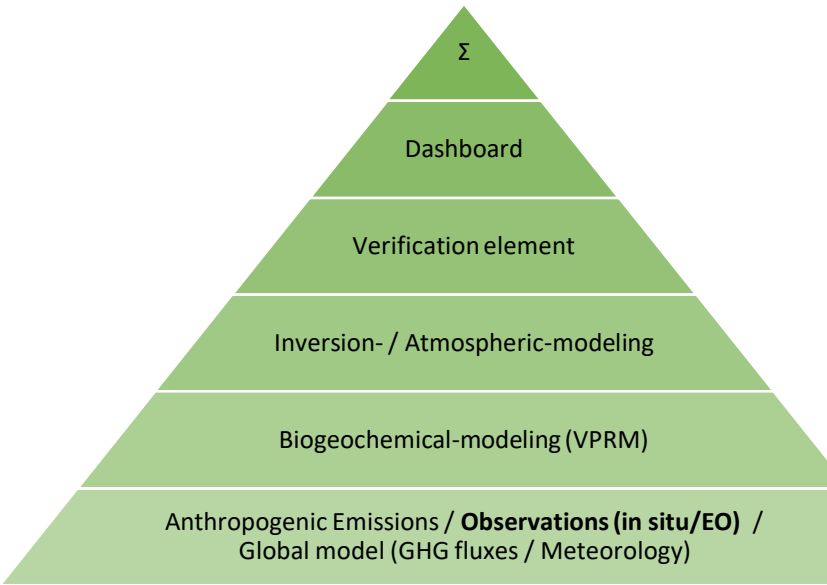 Σ
Dashboard
Verification element
Inversion- / Atmospheric-modeling
Biogeochemical-modeling (VPRM)
Anthropogenic Emissions / Observations (in situ/EO) /
Global model (GHG fluxes / Meteorology)